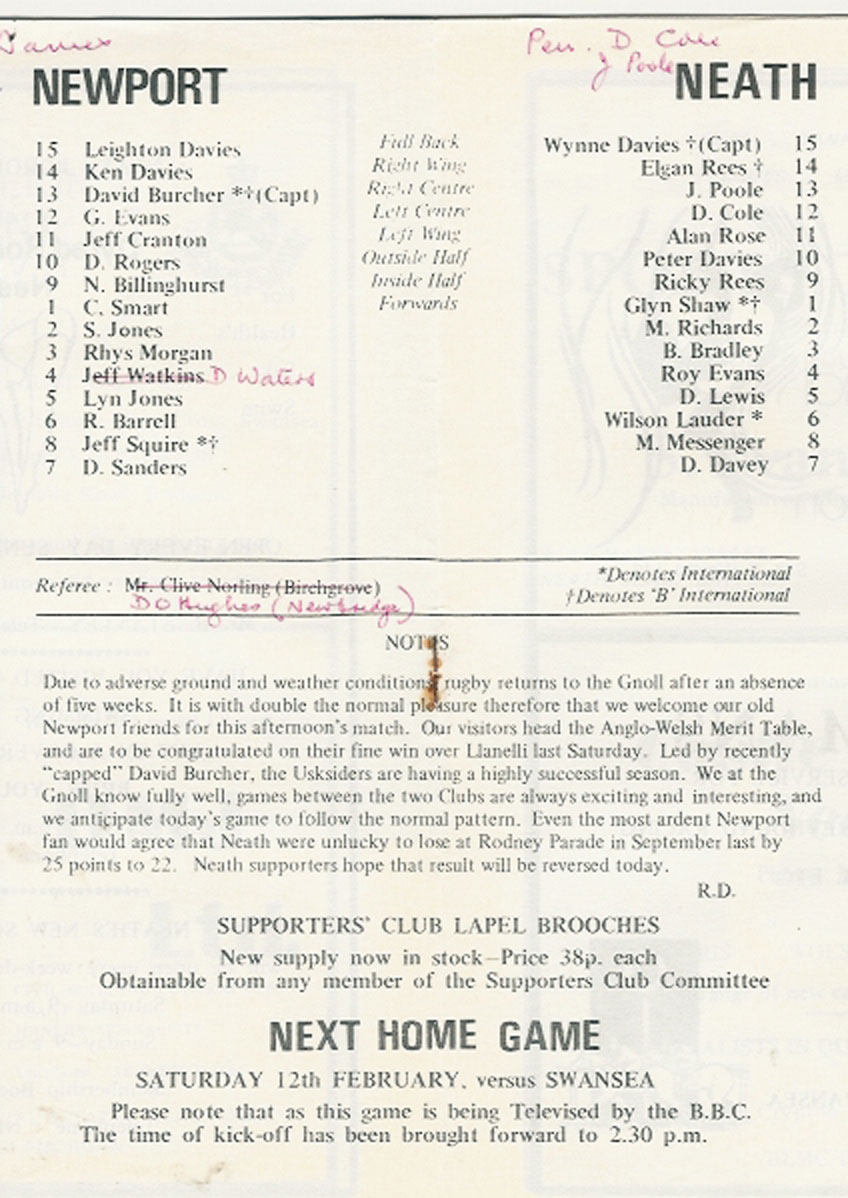 James
Pen. D. Cole
J Poole
NEWPORT
NEATH
15 Leighton Davies Full Back Wynne Davies †(Capt) 15
14 Ken Davies Right Wing Elgan Rees † 14
13 David Burcher *†(Capt) Right Centre J. Poole 13
12 G. Evans Left Centre D. Cole 12
11 Jeff Cranton Left Wing Alan Rose 11
10 D. Rogers Outside Half Peter Davies 10
9 N. Billinghurst Inside Half Ricky Rees 9
1 C. Smart Forwards Glyn Shaw *† 1
2 S. Jones M. Richards 2
3 Rhys Morgan B. Bradley 3
4 Jeff Watkins D Waters Roy Evans 4
5 Lyn Jones D. Lewis 5
6 R. Barrell Wilson Lauder * 6
8 Jeff Squire *† M. Messenger 8
7 D. Sanders D. Davey 7
Referee : Mr. Clive Norling (Birchgrove) *Denotes International
D O Hughes (Newbridge) †Denotes 'B' International
NOTES
Due to adverse ground and weather conditions rugby returns to the Gnoll after an absence
of five weeks. It is with double the normal pleasure therefore that we welcome our old
Newport friends for this afternoon's match. Our visitors head the Anglo-Welsh Merit Table,
and are to be congratulated on their fine win over Llanelli last Saturday. Led by recently
"capped" David Burcher, the Usksiders are having a highly successful season. We at the
Gnoll know fully well, games between the two Clubs are always exciting and interesting, and
we anticipate today's game to follow the normal pattern. Even the most ardent Newport
fan would agree that Neath were unlucky to lose at Rodney Parade in September last by
25 points to 22. Neath supporters hope that result will be reversed today.
R.D.
SUPPORTERS' CLUB LAPEL BROOCHES
New supply now in stock—Price 38p. each
Obtainable from any member of the Supporters Club Committee
NEXT HOME GAME
SATURDAY 12th FEBRUARY, versus SWANSEA
Please note that as this game is being Televised by the B.B.C.
The time of kick-off has been brought forward to 2.30 p.m.